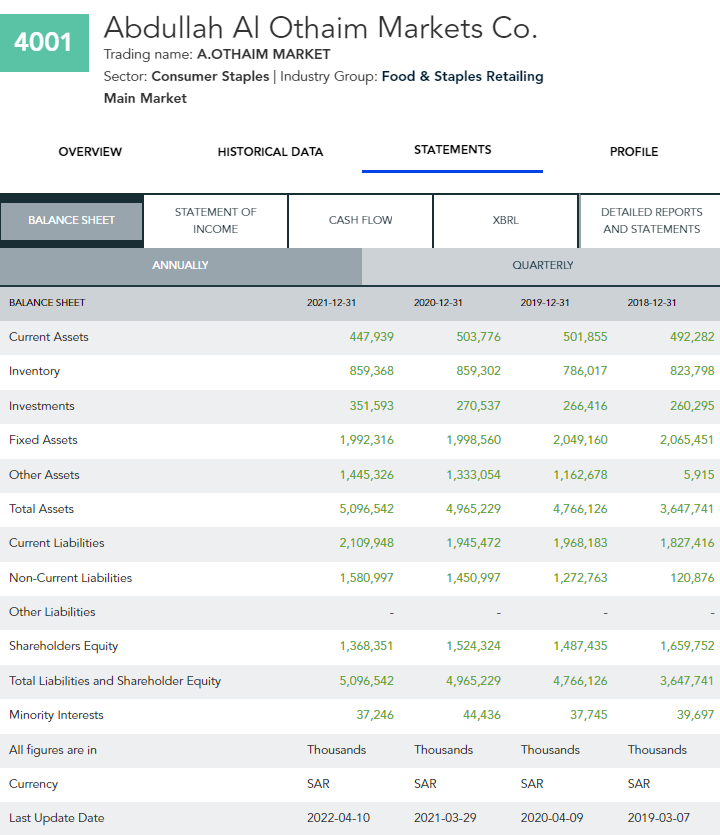 4001
Abdullah Al Othaim Markets Co.
Trading name: A.OTHAIM MARKET
Sector: Consumer Staples | Industry Group: Food & Staples Retailing
Main Market
OVERVIEW HISTORICAL DATA STATEMENTS PROFILE
BALANCE SHEET STATEMENT OF INCOME CASH FLOW XBRL DETAILED REPORTS AND STATEMENTS
ANNUALLY QUARTERLY
BALANCE SHEET 2021-12-31 2020-12-31 2019-12-31 2018-12-31
Current Assets 447,939 503,776 501,855 492,282
Inventory 859,368 859,302 786,017 823,798
Investments 351,593 270,537 266,416 260,295
Fixed Assets 1,992,316 1,998,560 2,049,160 2,065,451
Other Assets 1,445,326 1,333,054 1,162,678 5,915
Total Assets 5,096,542 4,965,229 4,766,126 3,647,741
Current Liabilities 2,109,948 1,945,472 1,968,183 1,827,416
Non-Current Liabilities 1,580,997 1,450,997 1,272,763 120,876
Other Liabilities - - - -
Shareholders Equity 1,368,351 1,524,324 1,487,435 1,659,752
Total Liabilities and Shareholder Equity 5,096,542 4,965,229 4,766,126 3,647,741
Minority Interests 37,246 44,436 37,745 39,697
All figures are in Thousands Thousands Thousands Thousands
Currency SAR SAR SAR SAR
Last Update Date 2022-04-10 2021-03-29 2020-04-09 2019-03-07